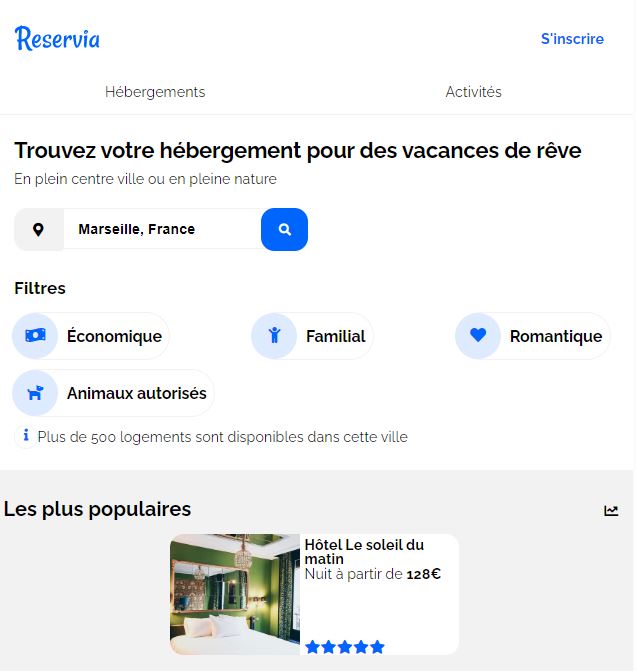 Reservia
S'inscrire
Hébergements
Activités
Trouvez votre hébergement pour des vacances de rêve
En plein centre ville ou en pleine nature
Marseille, France
Filtres
Économique
Familial
Romantique
Animaux autorisés
Plus de 500 logements sont disponibles dans cette ville
Les plus populaires
Hôtel Le soleil du
matin
Nuit à partir de 128€